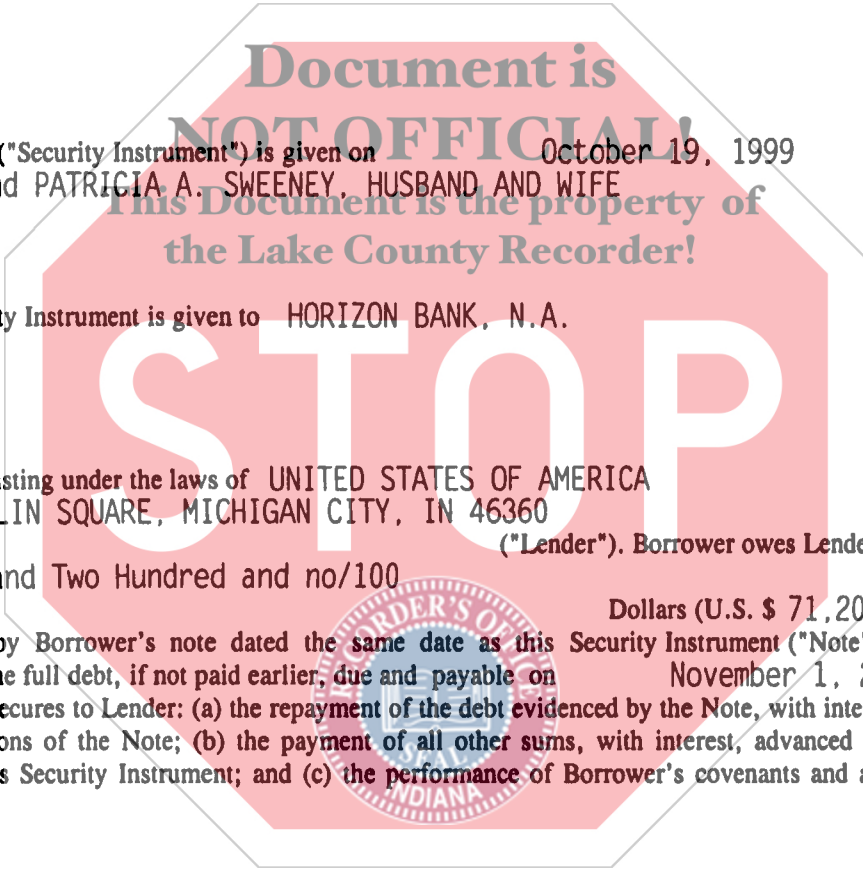 Document is
NOT OFFICIAL!
("Security Instrument") is given on October 19, 1999
PATRICIA A. SWEENEY, HUSBAND AND WIFE
This Document is the property of
the Lake County Recorder!
Instrument is given to HORIZON BANK, N.A.
STOP
under the laws of UNITED STATES OF AMERICA
LIN SQUARE, MICHIGAN CITY, IN 46360
("Lender"). Borrower owes Lende
nd Two Hundred and no/100
Dollars (U.S. $ 71,20
by Borrower's note dated the same date as this Security Instrument ("Note"
e full debt, if not paid earlier, due and payable on November 1, 2
ecures to Lender: (a) the repayment of the debt evidenced by the Note, with inte
ons of the Note; (b) the payment of all other sums, with interest, advanced
s Security Instrument; and (c) the performance of Borrower's covenants and a
RECORDER'S OFFICE
SEAL
INDIANA